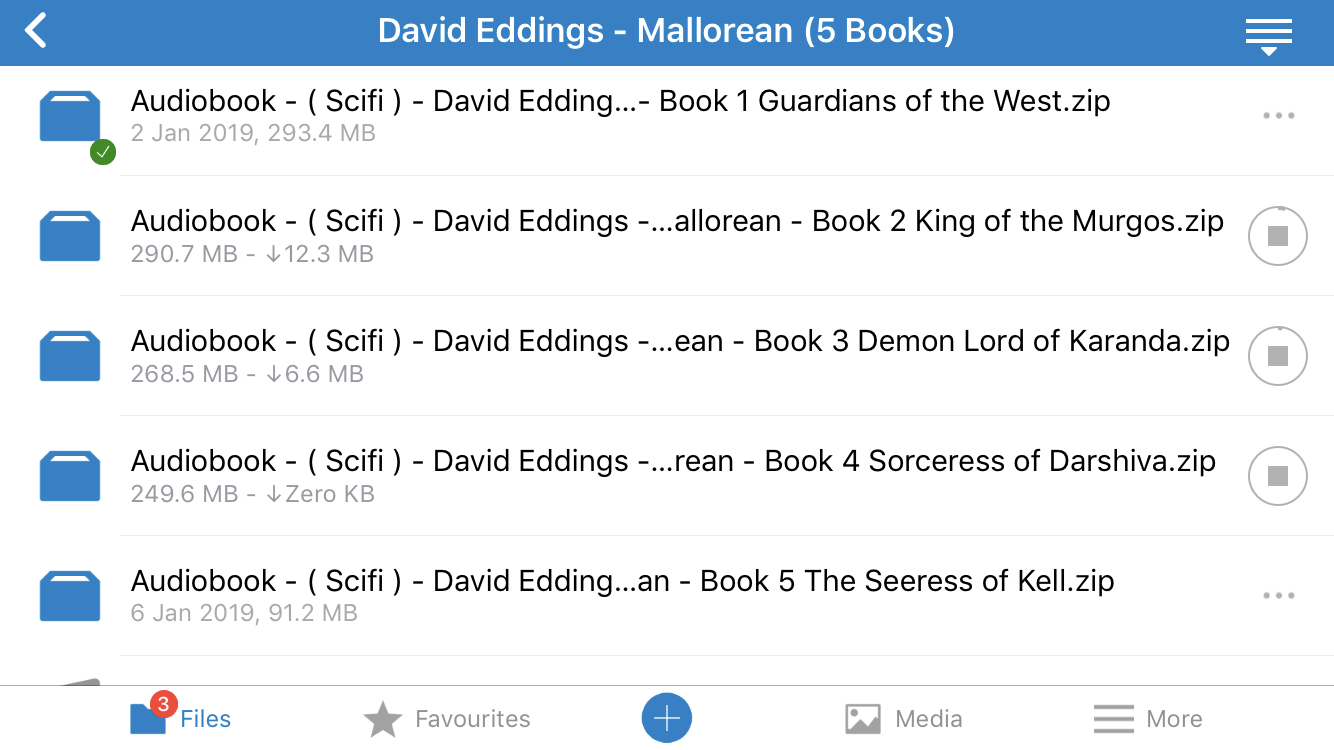 David Eddings - Mallorean (5 Books)
Audiobook - ( Scifi ) - David Edding...- Book 1 Guardians of the West.zip
2 Jan 2019, 293.4 MB
Audiobook - ( Scifi ) - David Eddings -...allorean - Book 2 King of the Murgos.zip
290.7 MB - ↓12.3 MB
Audiobook - ( Scifi ) - David Eddings -...ean - Book 3 Demon Lord of Karanda.zip
268.5 MB - ↓6.6 MB
Audiobook - ( Scifi ) - David Eddings -...rean - Book 4 Sorceress of Darshiva.zip
249.6 MB - ↓Zero KB
Audiobook - ( Scifi ) - David Edding...an - Book 5 The Seeress of Kell.zip
6 Jan 2019, 91.2 MB
3 Files Favourites Media More